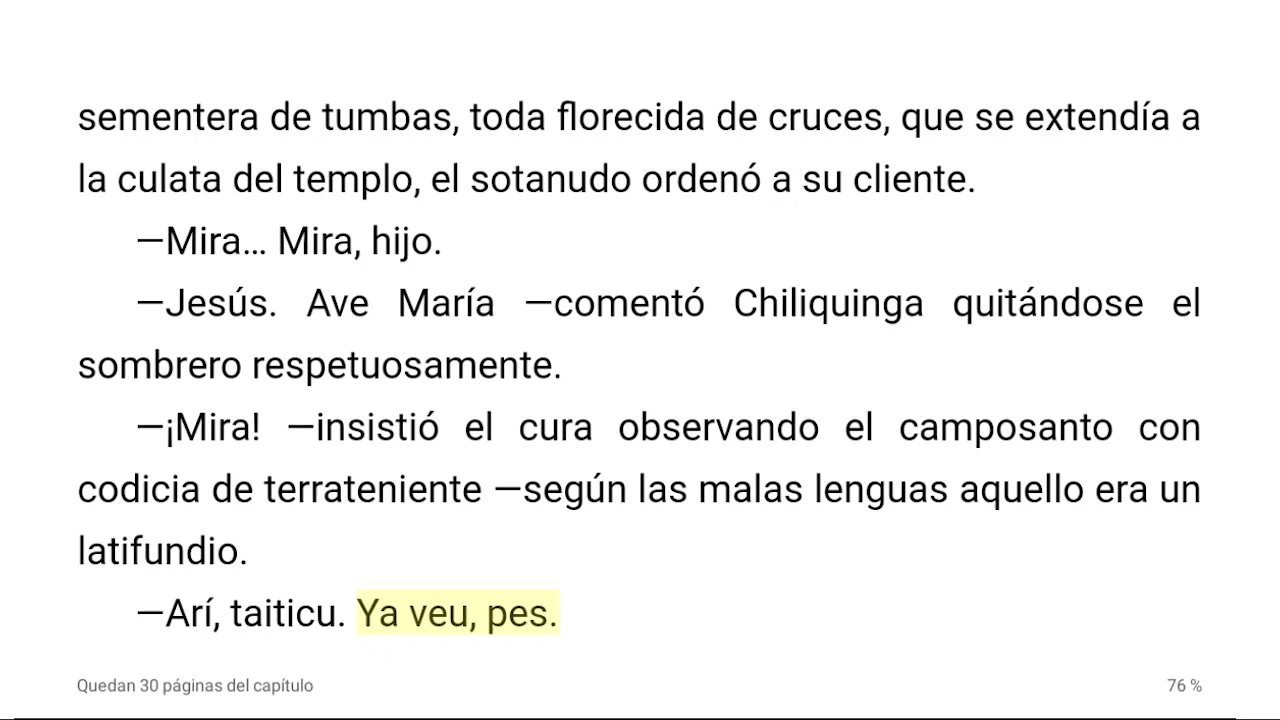 sementera de tumbas, toda florecida de cruces, que se extendía a
la culata del templo, el sotanudo ordenó a su cliente.
—Mira... Mira, hijo.
—Jesús. Ave María —comentó Chiliquinga quitándose el
sombrero respetuosamente.
—¡Mira! —insistió el cura observando el camposanto con
codicia de terrateniente —según las malas lenguas aquello era un
latifundio.
—Arí, taiticu. Ya veu, pes.
Quedan 30 páginas del capítulo 76 %